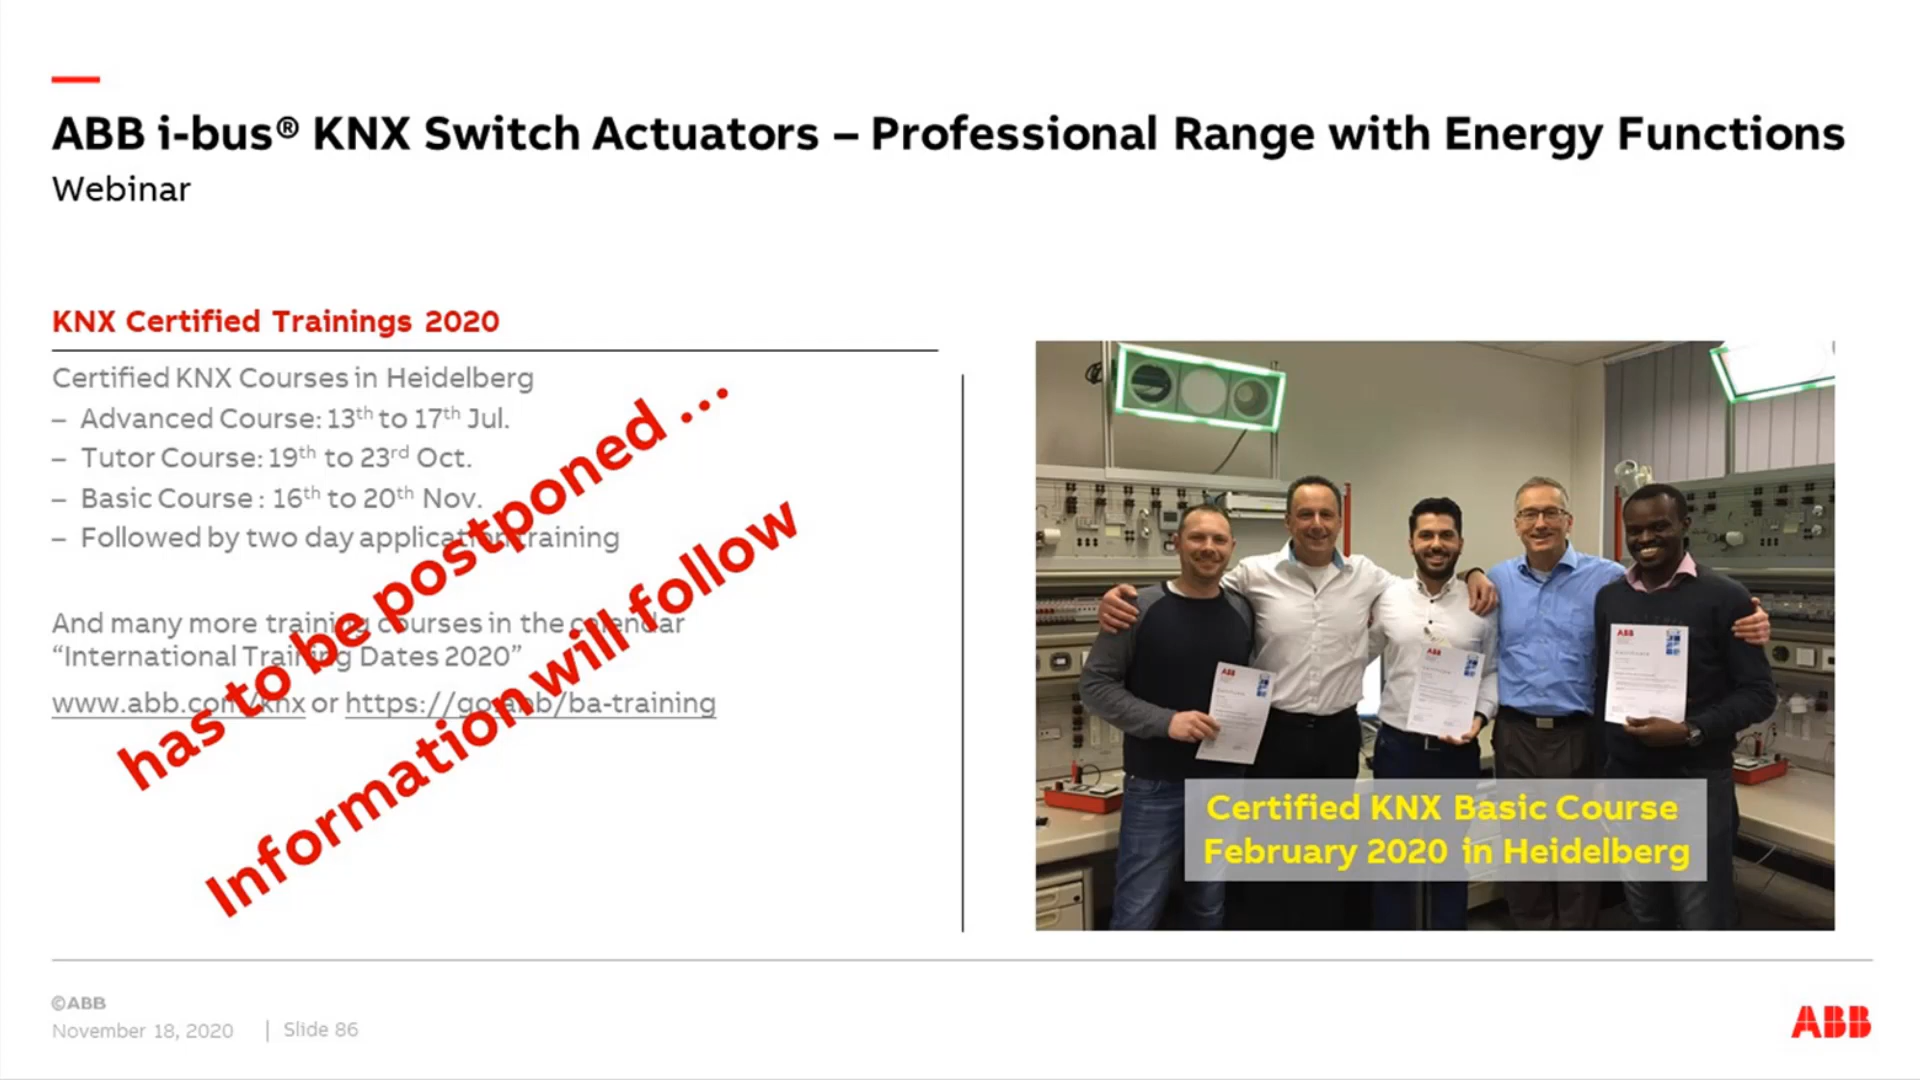 ABB i-bus® KNX Switch Actuators – Professional Range with Energy Functions
Webinar
KNX Certified Trainings 2020
Certified KNX Courses in Heidelberg
– Advanced Course: 13th to 17th Jul.
– Tutor Course: 19th to 23rd Oct.
– Basic Course : 16th to 20th Nov.
– Followed by two day application training
And many more training courses in the calendar
“International Training Dates 2020”
www.abb.com/knx or https://go.abb/ba-training
has to be postponed ...
Information will follow
ABB
ABB
ABB
Certified KNX Basic Course
February 2020 in Heidelberg
©ABB
November 18, 2020 | Slide 86
ABB